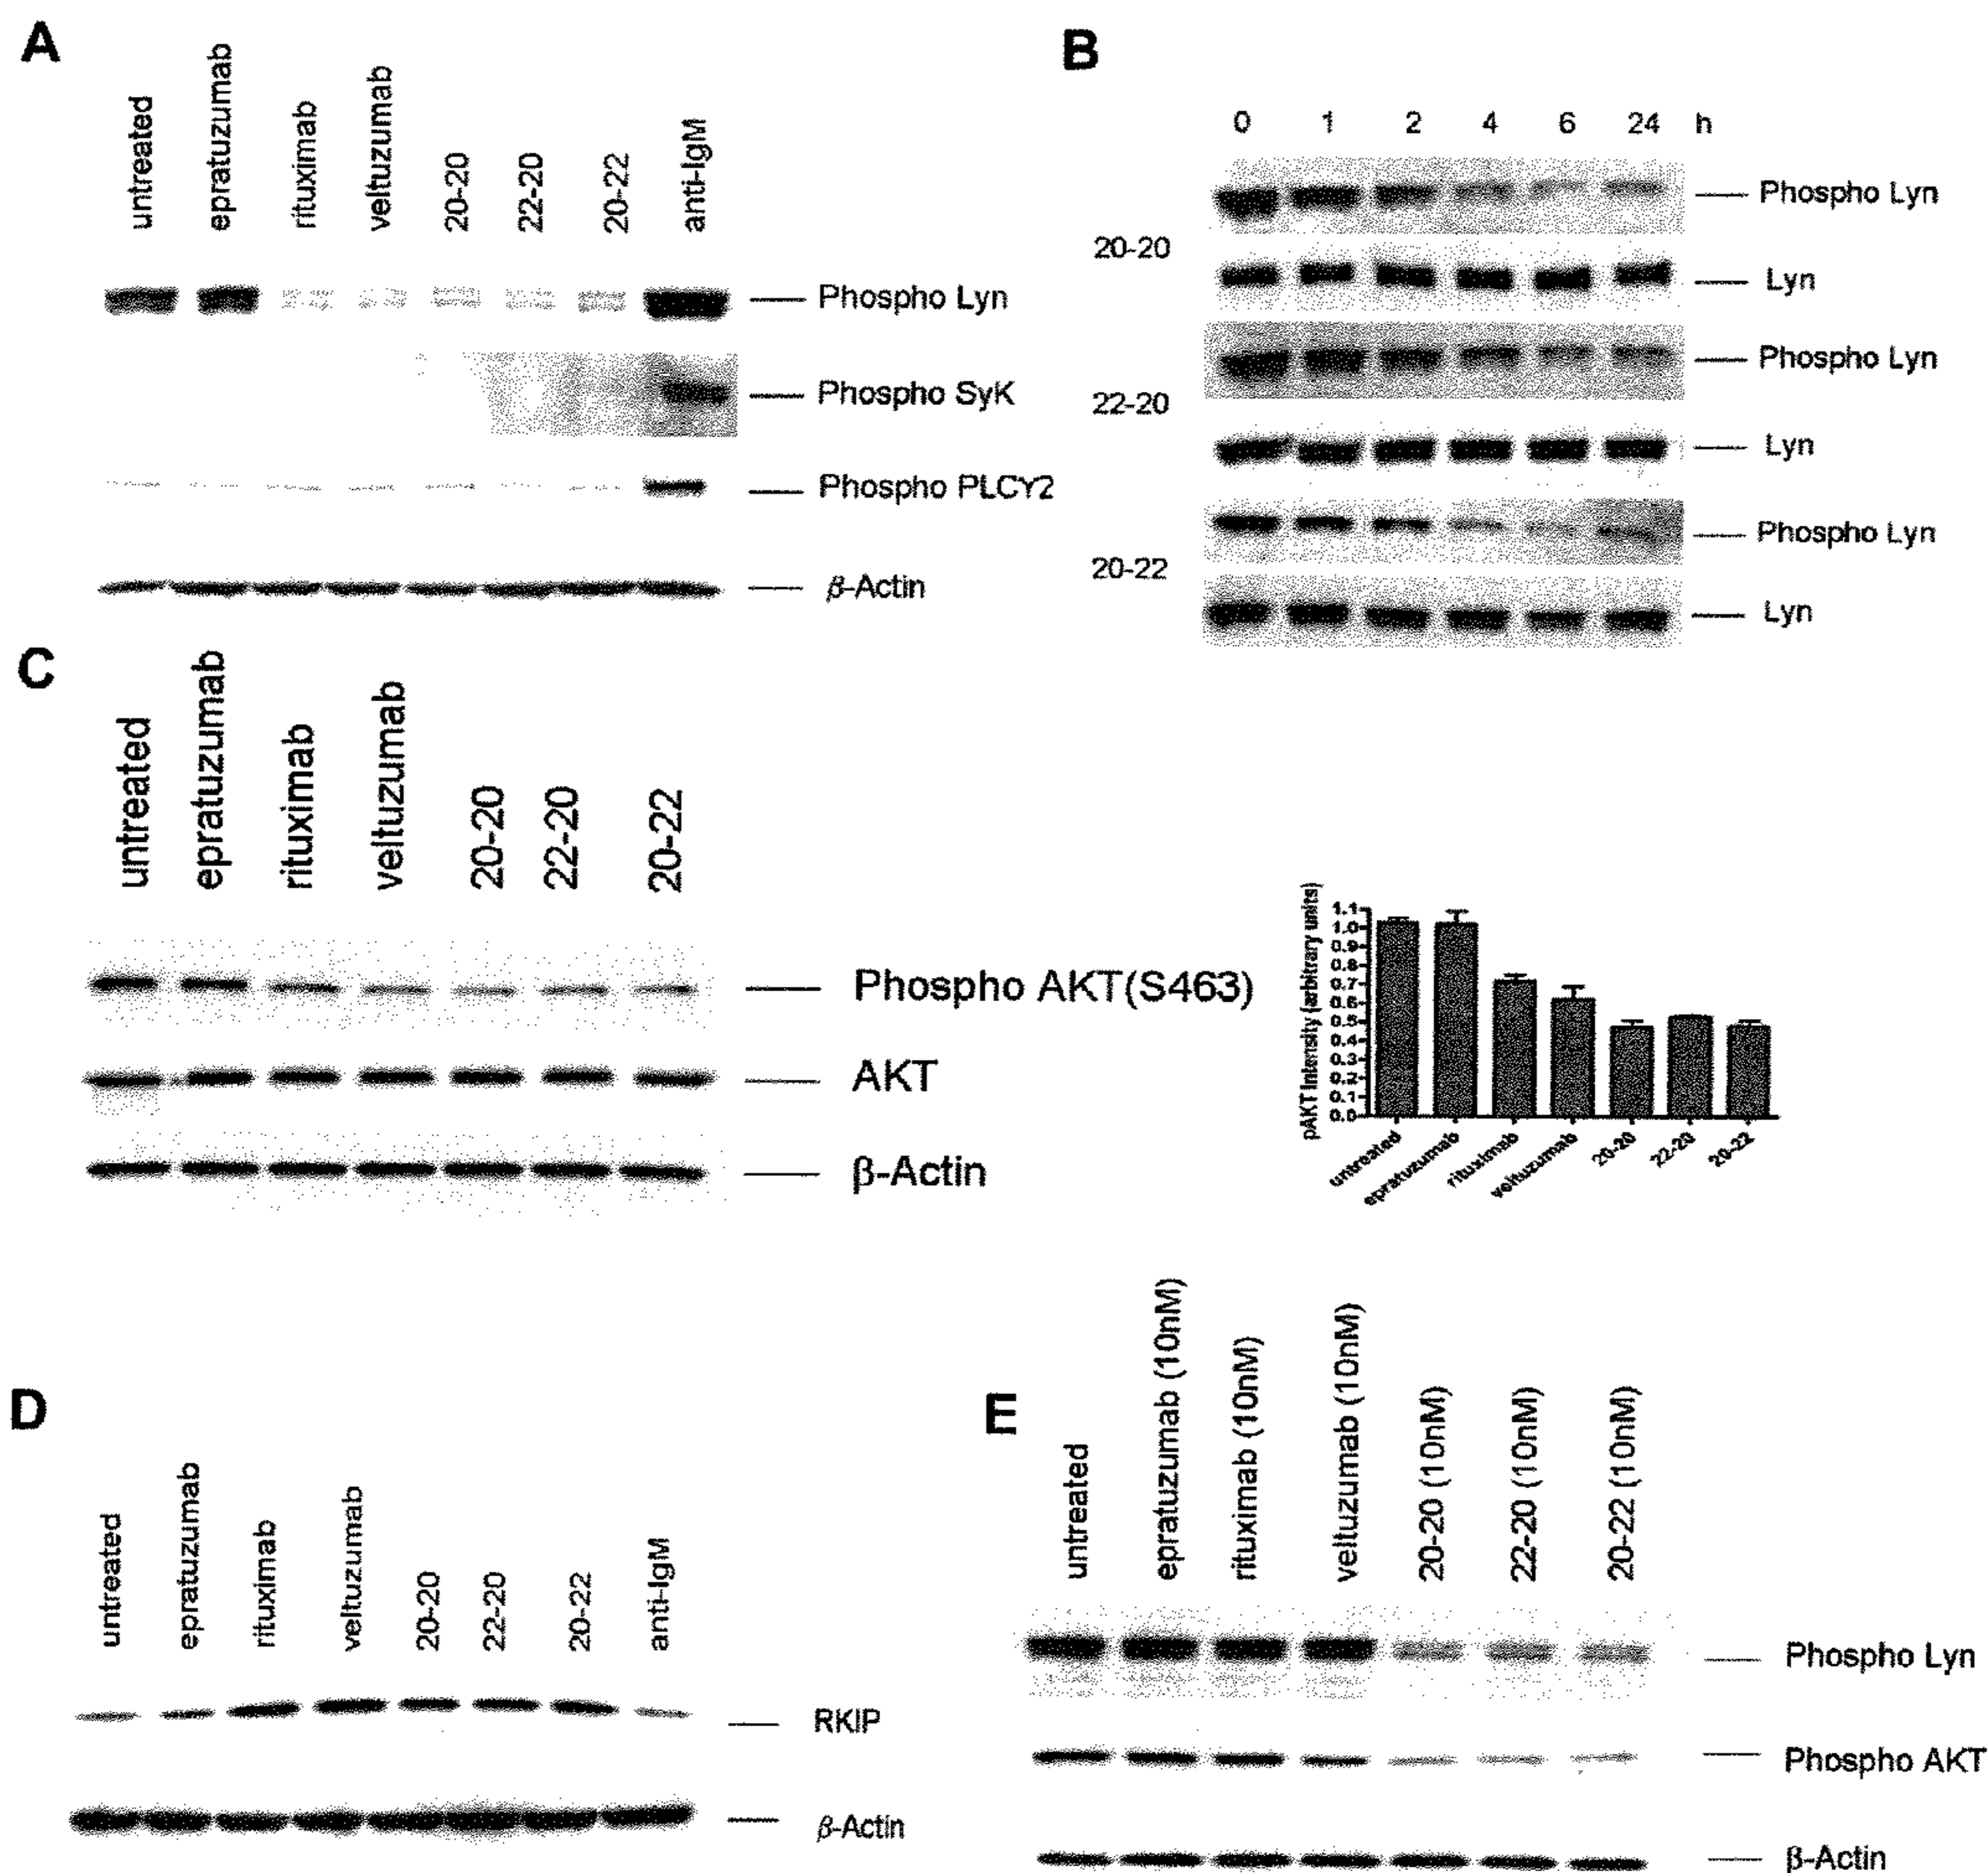 A
untreated
epratuzumab
rituximab
veltuzumab
20-20
22-20
20-22
anti-IgM
Phospho Lyn
Phospho SyK
Phospho PLCγ2
β-Actin
B
0 1 2 4 6 24 h
20-20
Phospho Lyn
Lyn
22-20
Phospho Lyn
Lyn
20-22
Phospho Lyn
Lyn
C
untreated
epratuzumab
rituximab
veltuzumab
20-20
22-20
20-22
Phospho AKT(S463)
AKT
β-Actin
pAKT Intensity (arbitrary units)
1.1
1.0
0.9
0.8
0.7
0.6
0.5
0.4
0.3
0.2
0.1
0.0
untreated
epratuzumab
rituximab
veltuzumab
20-20
22-20
20-22
D
untreated
epratuzumab
rituximab
veltuzumab
20-20
22-20
20-22
anti-IgM
RKIP
β-Actin
E
untreated
epratuzumab (10nM)
rituximab (10nM)
veltuzumab (10nM)
20-20 (10nM)
22-20 (10nM)
20-22 (10nM)
Phospho Lyn
Phospho AKT
β-Actin